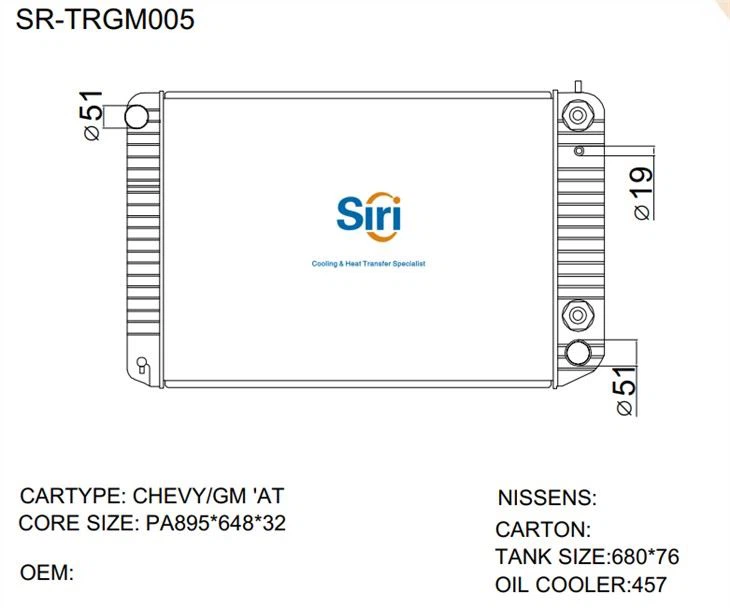 SR-TRGM005
⌀51
⌀19
Siri
Cooling & Heat Transfer Specialist
⌀51
CARTYPE: CHEVY/GM 'AT
CORE SIZE: PA895*648*32
OEM:
NISSENS:
CARTON:
TANK SIZE:680*76
OIL COOLER:457